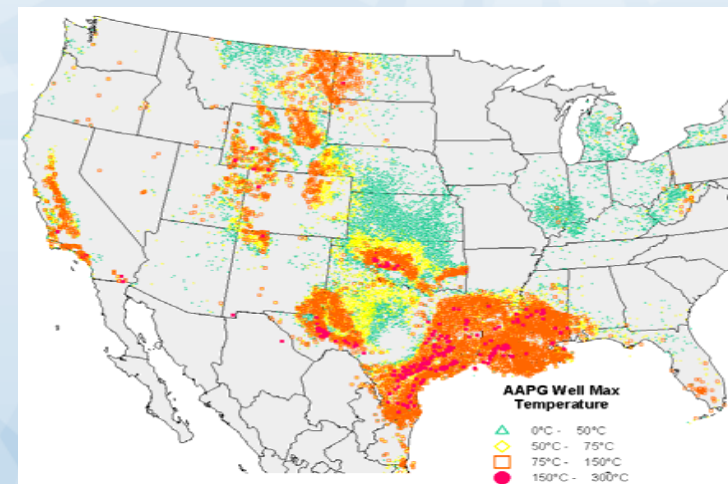 AAPG Well Max
Temperature
0°C - 50°C
50°C - 75°C
75°C - 150°C
150°C - 300°C